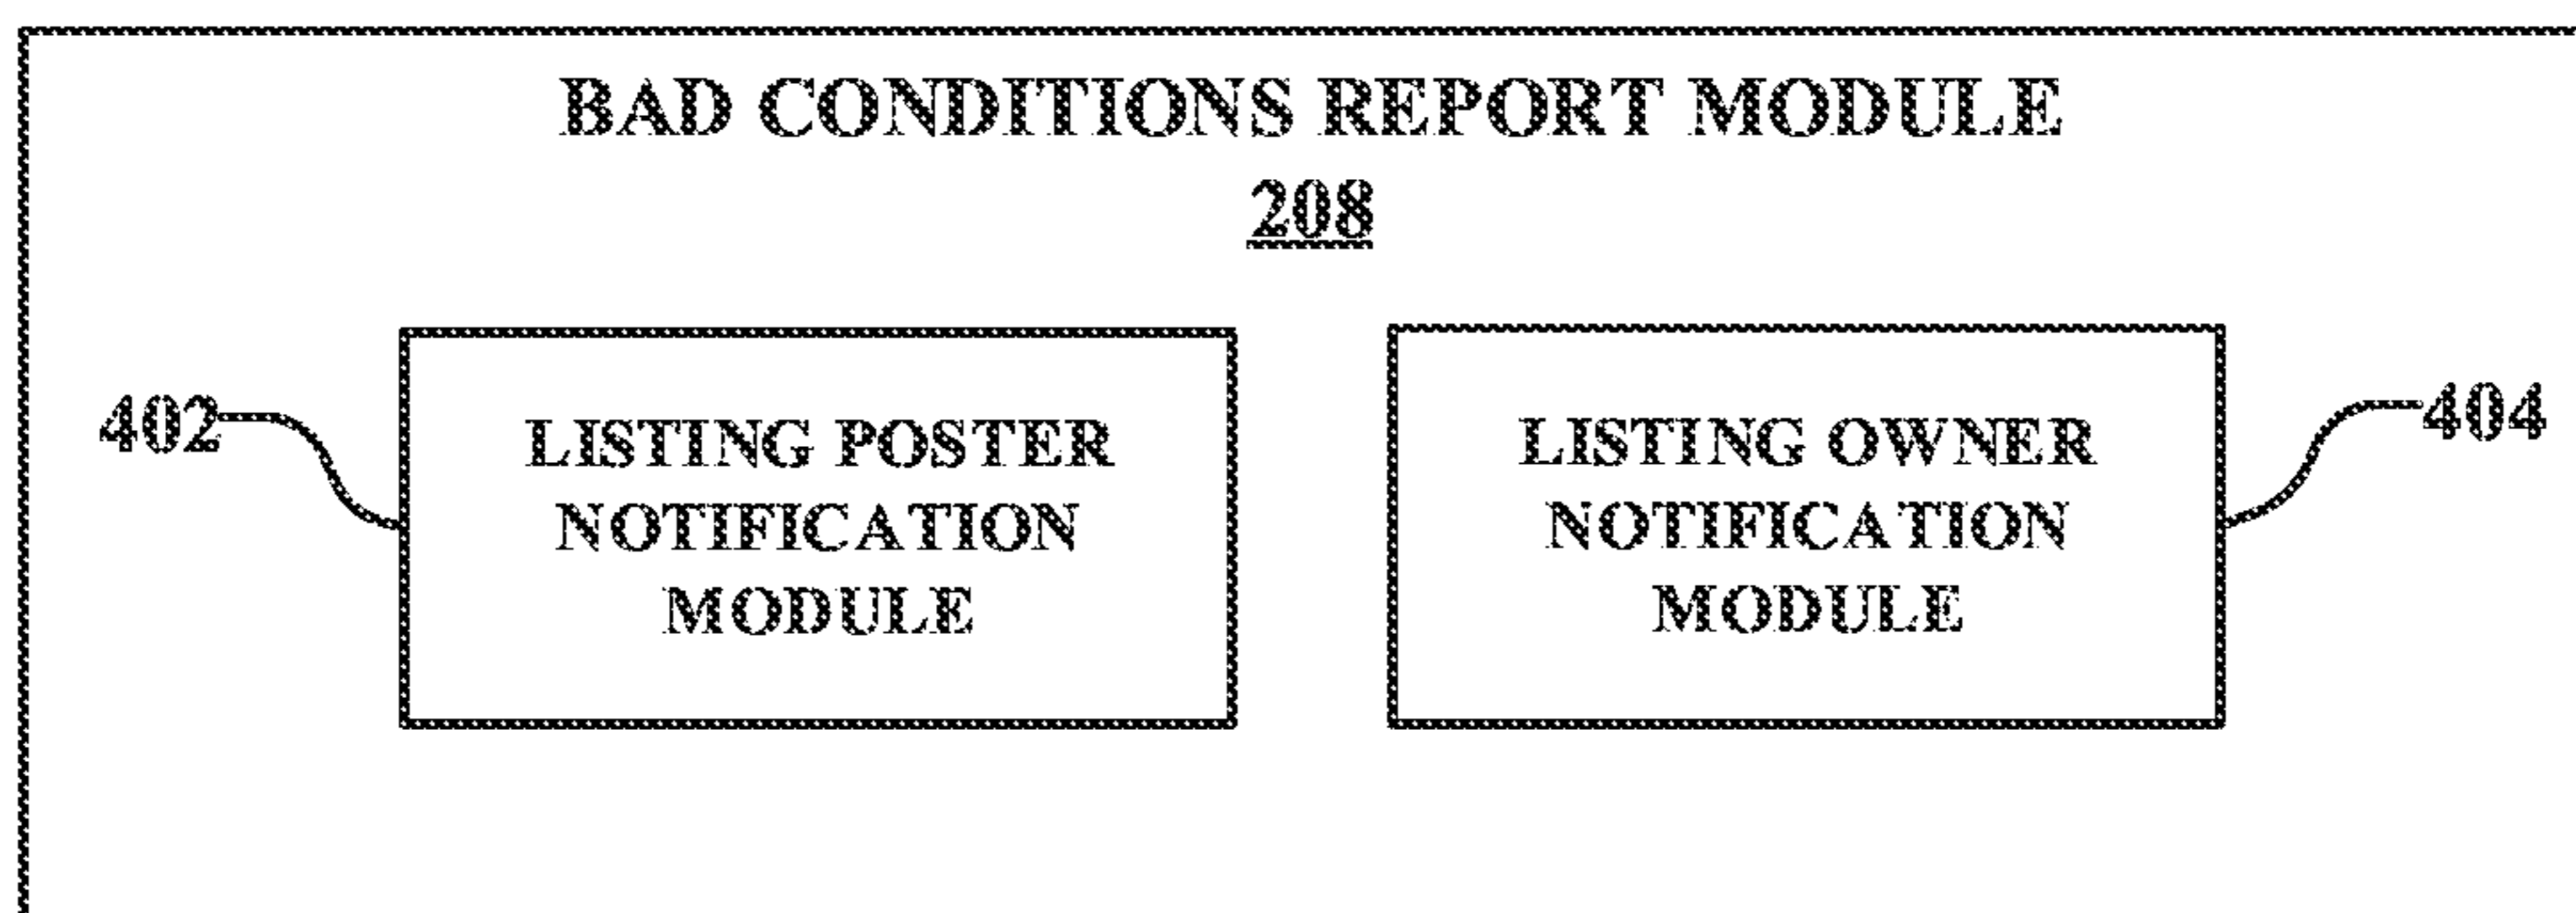 BAD CONDITIONS REPORT MODULE
208
402
LISTING POSTER
NOTIFICATION
MODULE
LISTING OWNER
NOTIFICATION
MODULE
404